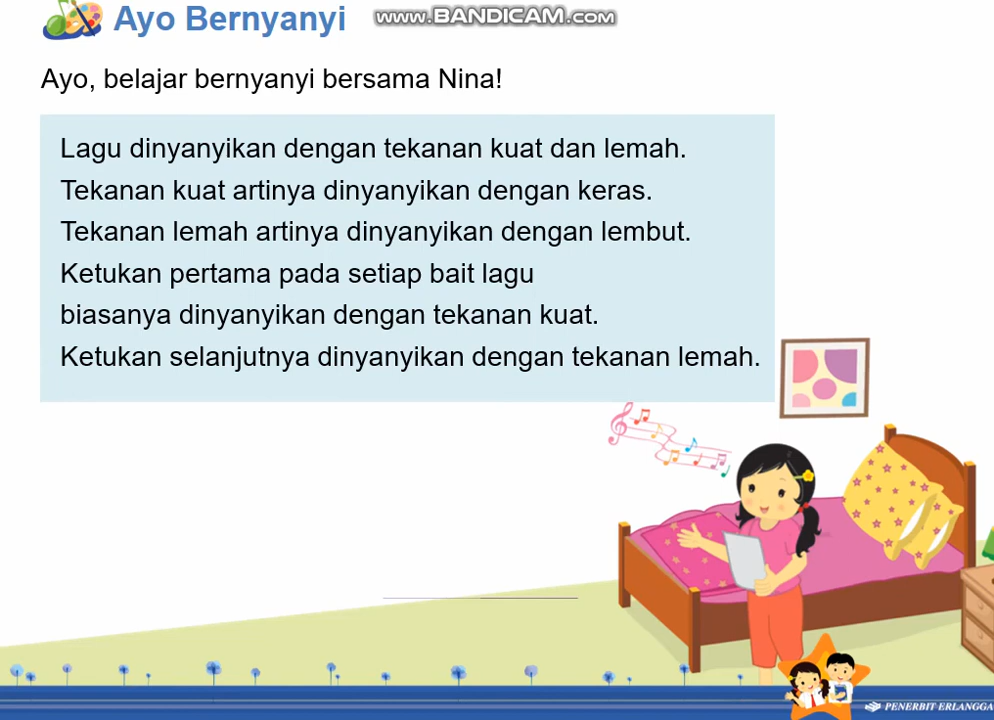 Ayo Bernyanyi
www.BANDICAM.com
Ayo, belajar bernyanyi bersama Nina!
Lagu dinyanyikan dengan tekanan kuat dan lemah.
Tekanan kuat artinya dinyanyikan dengan keras.
Tekanan lemah artinya dinyanyikan dengan lembut.
Ketukan pertama pada setiap bait lagu
biasanya dinyanyikan dengan tekanan kuat.
Ketukan selanjutnya dinyanyikan dengan tekanan lemah.
PENERBIT ERLANGGA